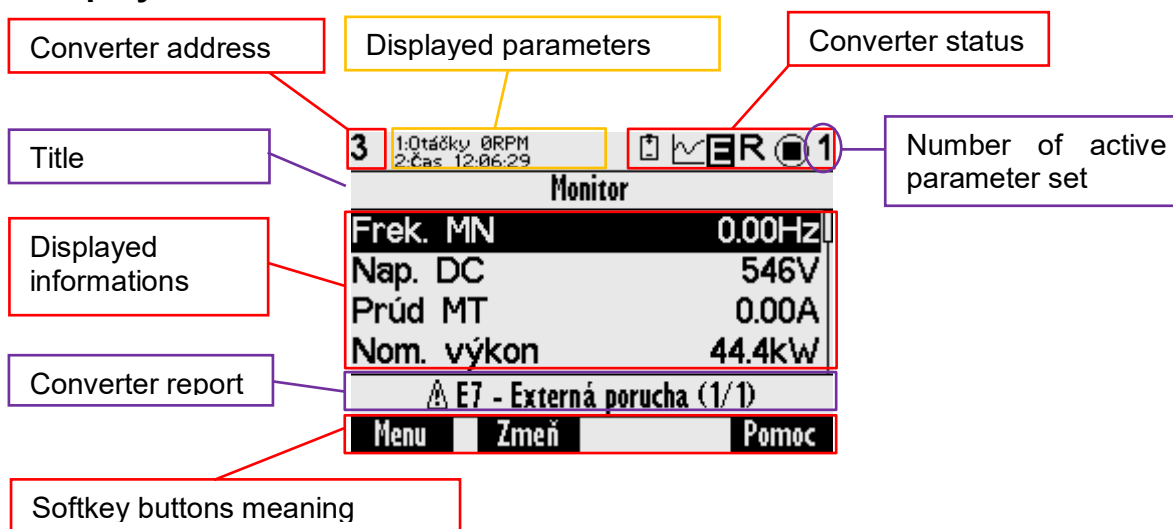 Converter address
Displayed parameters
Converter status
3
1:Otáčky 0RPM
2:Čas 12:06:29
E R 1
Title
Number of active
parameter set
Monitor
Displayed
informations
Frek. MN 0.00Hz
Nap. DC 546V
Prúd MT 0.00A
Nom. výkon 44.4kW
Converter report
E7 - Externá porucha (1/1)
Menu Zmeň Pomoc
Softkey buttons meaning